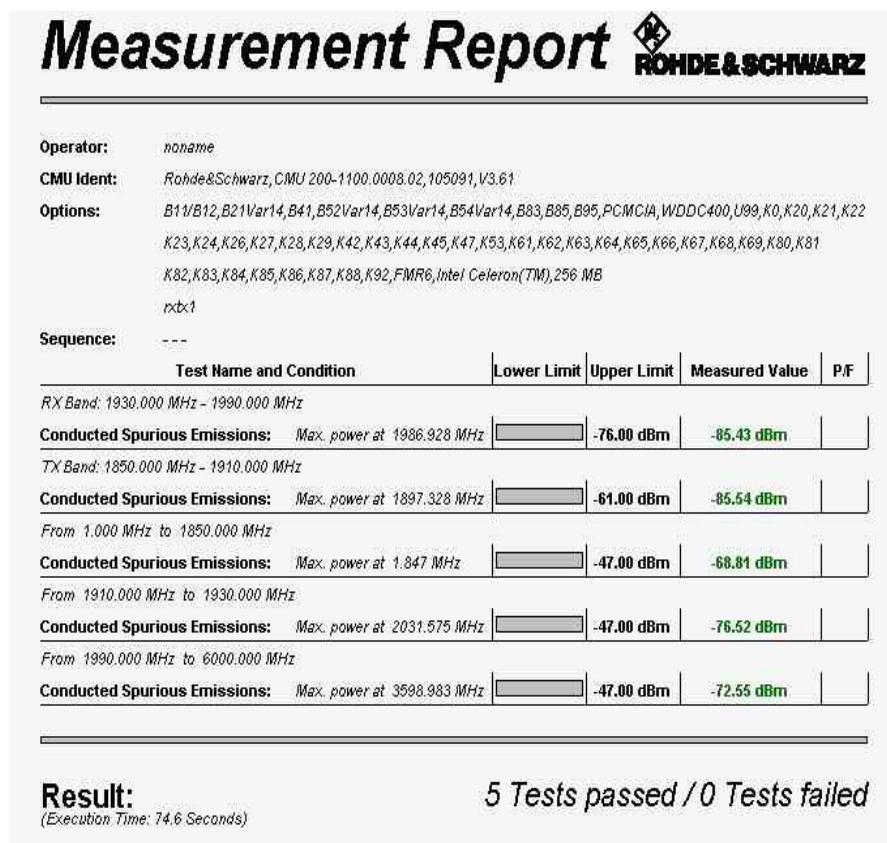 Measurement Report ROHDE&SCHWARZ
Operator: noname
CMU Ident: Rohde&Schwarz,CMU 200-1100.0008.02,105091,V3.61
Options: B11/B12,B21Var14,B41,B52Var14,B53Var14,B54Var14,B83,B85,B95,PCMCIA,WDDC400,U99,K0,K20,K21,K22
K23,K24,K26,K27,K28,K29,K42,K43,K44,K45,K47,K53,K61,K62,K63,K64,K65,K66,K67,K68,K69,K80,K81
K82,K83,K84,K85,K86,K87,K88,K92,FMR6,Intel Celeron(TM),256 MB
rxtx1
Sequence: ---
Test Name and Condition Lower Limit Upper Limit Measured Value P/F
RX Band: 1930.000 MHz - 1990.000 MHz
Conducted Spurious Emissions: Max. power at 1986.928 MHz -76.00 dBm -85.43 dBm
TX Band: 1850.000 MHz - 1910.000 MHz
Conducted Spurious Emissions: Max. power at 1897.328 MHz -61.00 dBm -85.54 dBm
From 1.000 MHz to 1850.000 MHz
Conducted Spurious Emissions: Max. power at 1.847 MHz -47.00 dBm -68.81 dBm
From 1910.000 MHz to 1930.000 MHz
Conducted Spurious Emissions: Max. power at 2031.575 MHz -47.00 dBm -76.52 dBm
From 1990.000 MHz to 6000.000 MHz
Conducted Spurious Emissions: Max. power at 3598.983 MHz -47.00 dBm -72.55 dBm
Result: 5 Tests passed / 0 Tests failed
(Execution Time: 74.6 Seconds)